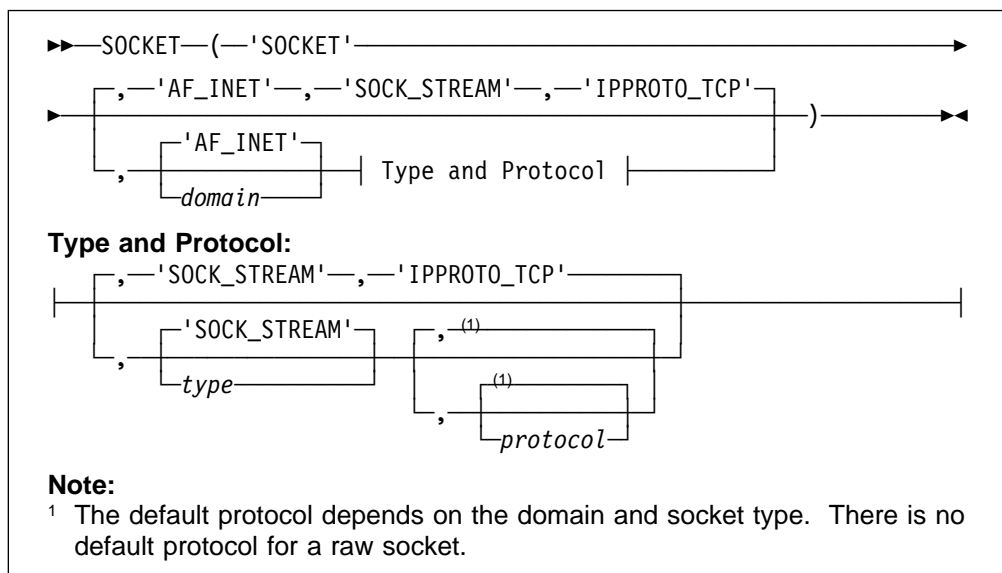 SOCKET ( 'SOCKET'
, 'AF_INET' , 'SOCK_STREAM' , 'IPPROTO_TCP'
)
'AF_INET'
, Type and Protocol
domain
Type and Protocol:
, 'SOCK_STREAM' , 'IPPROTO_TCP'
'SOCK_STREAM' , (1)
,
type (1)
,
protocol
Note:
1 The default protocol depends on the domain and socket type. There is no
default protocol for a raw socket.